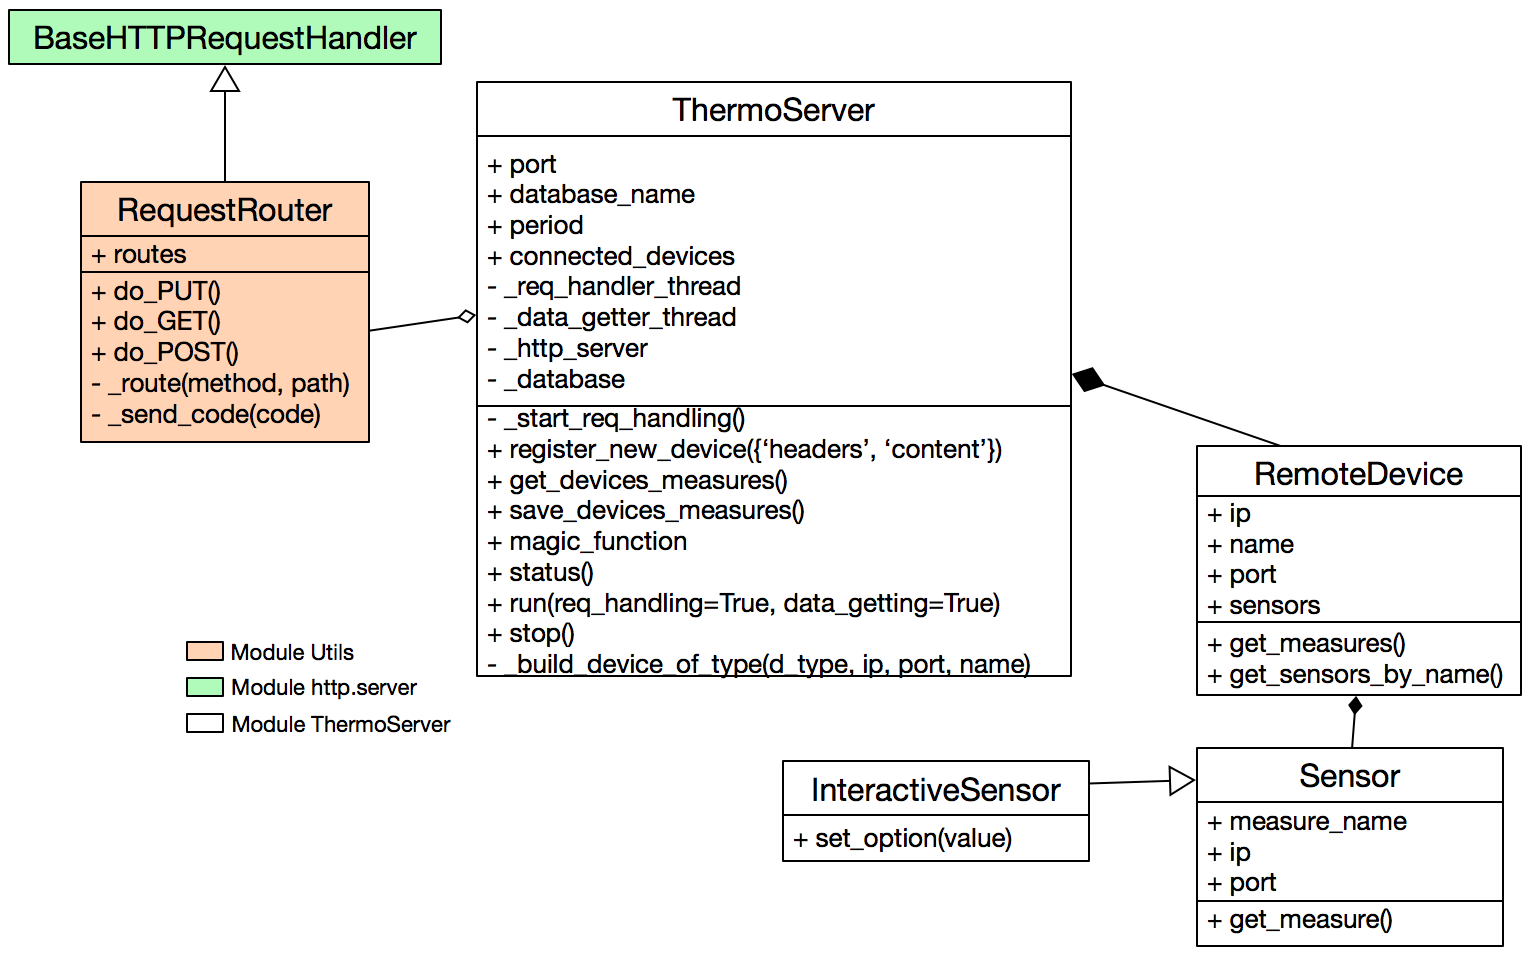 BaseHTTPRequestHandler
RequestRouter
+ routes
+ do_PUT()
+ do_GET()
+ do_POST()
- _route(method, path)
- _send_code(code)
ThermoServer
+ port
+ database_name
+ period
+ connected_devices
- _req_handler_thread
- _data_getter_thread
- _http_server
- _database
- _start_req_handling()
+ register_new_device({‘headers’, ‘content’})
+ get_devices_measures()
+ save_devices_measures()
+ magic_function
+ status()
+ run(req_handling=True, data_getting=True)
+ stop()
- _build_device_of_type(d_type, ip, port, name)
RemoteDevice
+ ip
+ name
+ port
+ sensors
+ get_measures()
+ get_sensors_by_name()
Module Utils
Module http.server
Module ThermoServer
InteractiveSensor
+ set_option(value)
Sensor
+ measure_name
+ ip
+ port
+ get_measure()